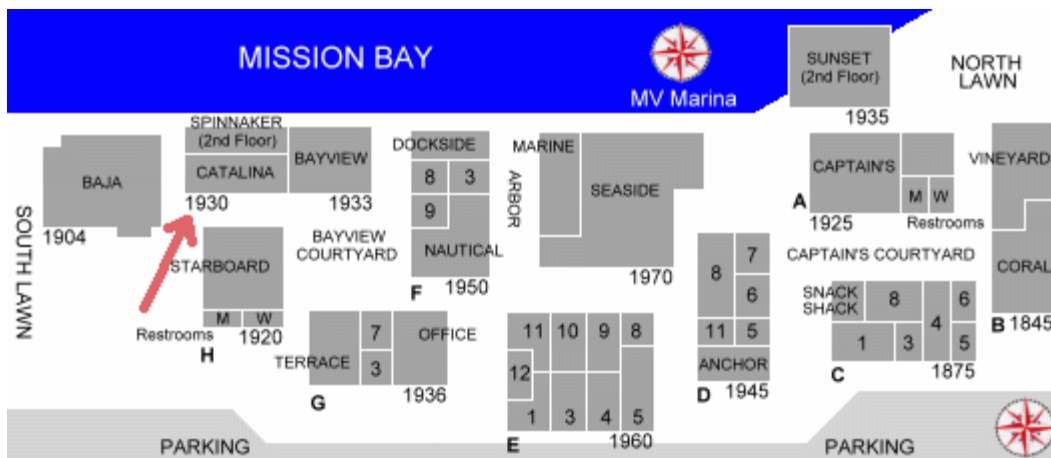 MISSION BAY
MV Marina
SUNSET
(2nd Floor)
1935
NORTH
LAWN
SPINNAKER
(2nd Floor)
CATALINA
1930
BAYVIEW
1933
BAJA
1904
SOUTH LAWN
STARBOARD
M
W
Restrooms
H
1920
BAYVIEW
COURTYARD
DOCKSIDE
8
3
9
NAUTICAL
F
1950
ARBOR
MARINE
SEASIDE
1970
CAPTAIN'S
A
1925
M
W
Restrooms
VINEYARD
CORAL
B
1845
CAPTAIN'S COURTYARD
TERRACE
7
3
OFFICE
G
1936
11
10
9
8
12
1
3
4
5
E
1960
8
7
6
11
5
ANCHOR
D
1945
SNACK
SHACK
8
4
6
1
3
5
C
1875
PARKING
PARKING